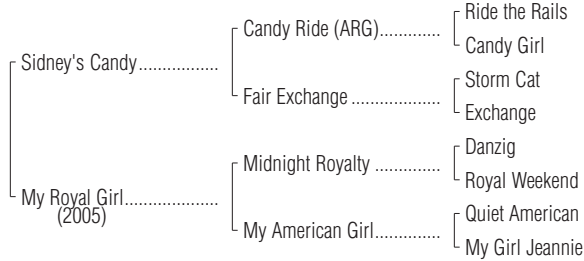 Ride the Rails
Candy Ride (ARG)..............
Candy Girl
Sidney's Candy.................
Storm Cat
Fair Exchange ...................
Exchange
Danzig
Midnight Royalty ..............
Royal Weekend
My Royal Girl....................
(2005)
Quiet American
My American Girl..............
My Girl Jeannie